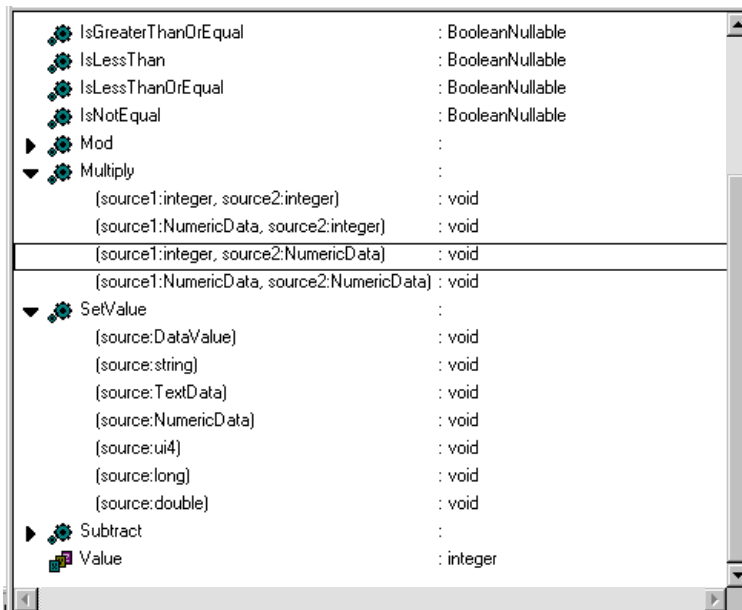 IsGreaterThanOrEqual : BooleanNullable
IsLessThan : BooleanNullable
IsLessThanOrEqual : BooleanNullable
IsNotEqual : BooleanNullable
Mod :
Multiply :
(source1:integer, source2:integer) : void
(source1:NumericData, source2:integer) : void
(source1:integer, source2:NumericData) : void
(source1:NumericData, source2:NumericData) : void
SetValue :
(source:DataValue) : void
(source:string) : void
(source:TextData) : void
(source:NumericData) : void
(source:ui4) : void
(source:long) : void
(source:double) : void
Subtract :
Value : integer